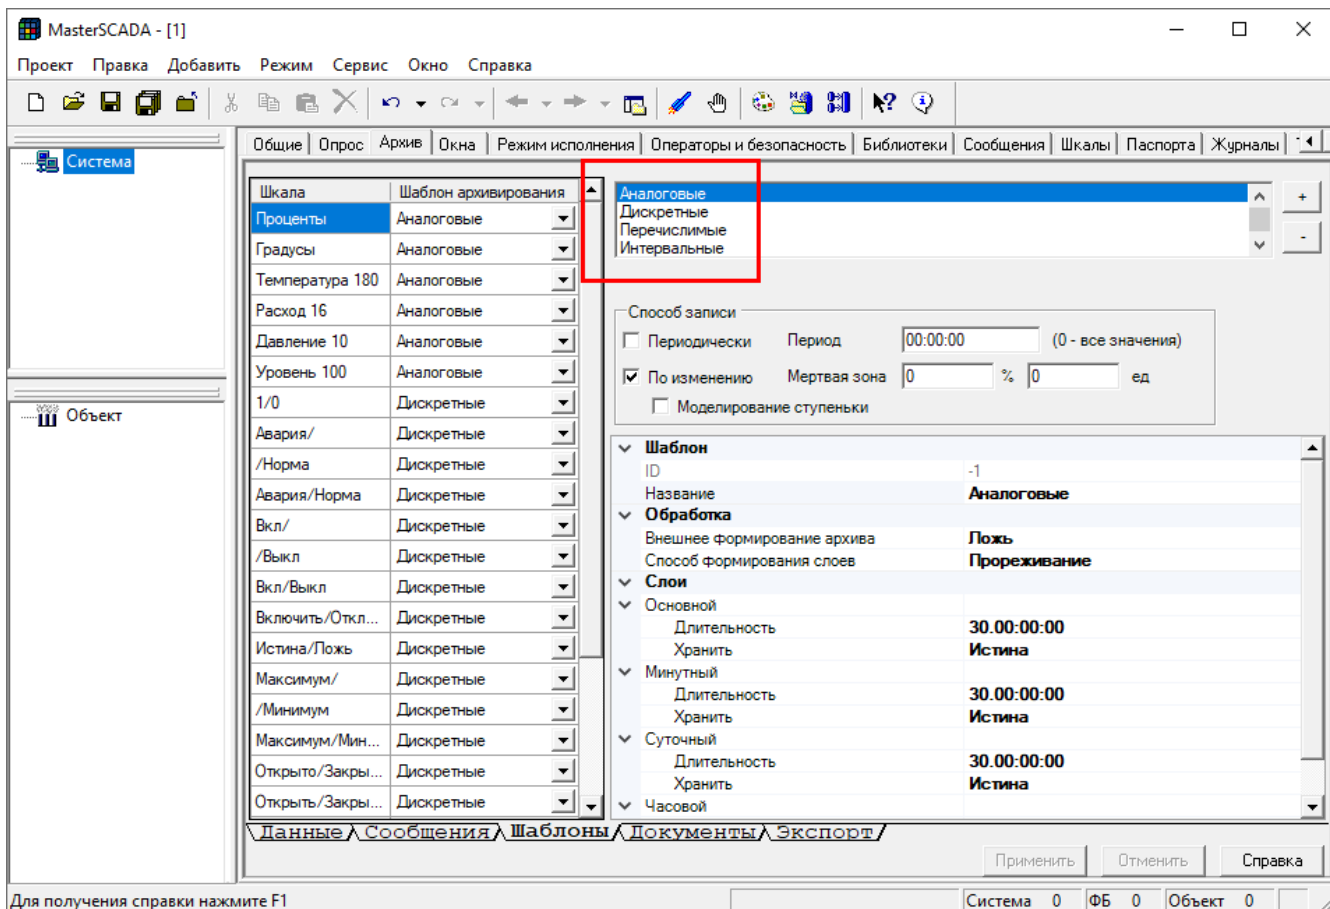 MasterSCADA - [1]
Проект Правка Добавить Режим Сервис Окно Справка
Общие Опрос Архив Окна Режим исполнения Операторы и безопасность Библиотеки Сообщения Шкалы Паспорта Журналы
Система
Объект
Шкала Шаблон архивирования
Проценты Аналоговые
Градусы Аналоговые
Температура 180 Аналоговые
Расход 16 Аналоговые
Давление 10 Аналоговые
Уровень 100 Аналоговые
1/0 Дискретные
Авария/ Дискретные
/Норма Дискретные
Авария/Норма Дискретные
Вкл/ Дискретные
/Выкл Дискретные
Вкл/Выкл Дискретные
Включить/Откл... Дискретные
Истина/Ложь Дискретные
Максимум/ Дискретные
/Минимум Дискретные
Максимум/Мин... Дискретные
Открыто/Закры... Дискретные
Открыть/Закры... Дискретные
Аналоговые
Дискретные
Перечислимые
Интервальные
+
-
Способ записи
Периодически Период 00:00:00 (0 - все значения)
По изменению Мертвая зона 0 % 0 ед
Моделирование ступеньки
Шаблон
ID -1
Название Аналоговые
Обработка
Внешнее формирование архива Ложь
Способ формирования слоев Прореживание
Слои
Основной
Длительность 30.00:00:00
Хранить Истина
Минутный
Длительность 30.00:00:00
Хранить Истина
Суточный
Длительность 30.00:00:00
Хранить Истина
Часовой
Данные Сообщения Шаблоны Документы Экспорт
Применить Отменить Справка
Для получения справки нажмите F1 Система 0 ФБ 0 Объект 0